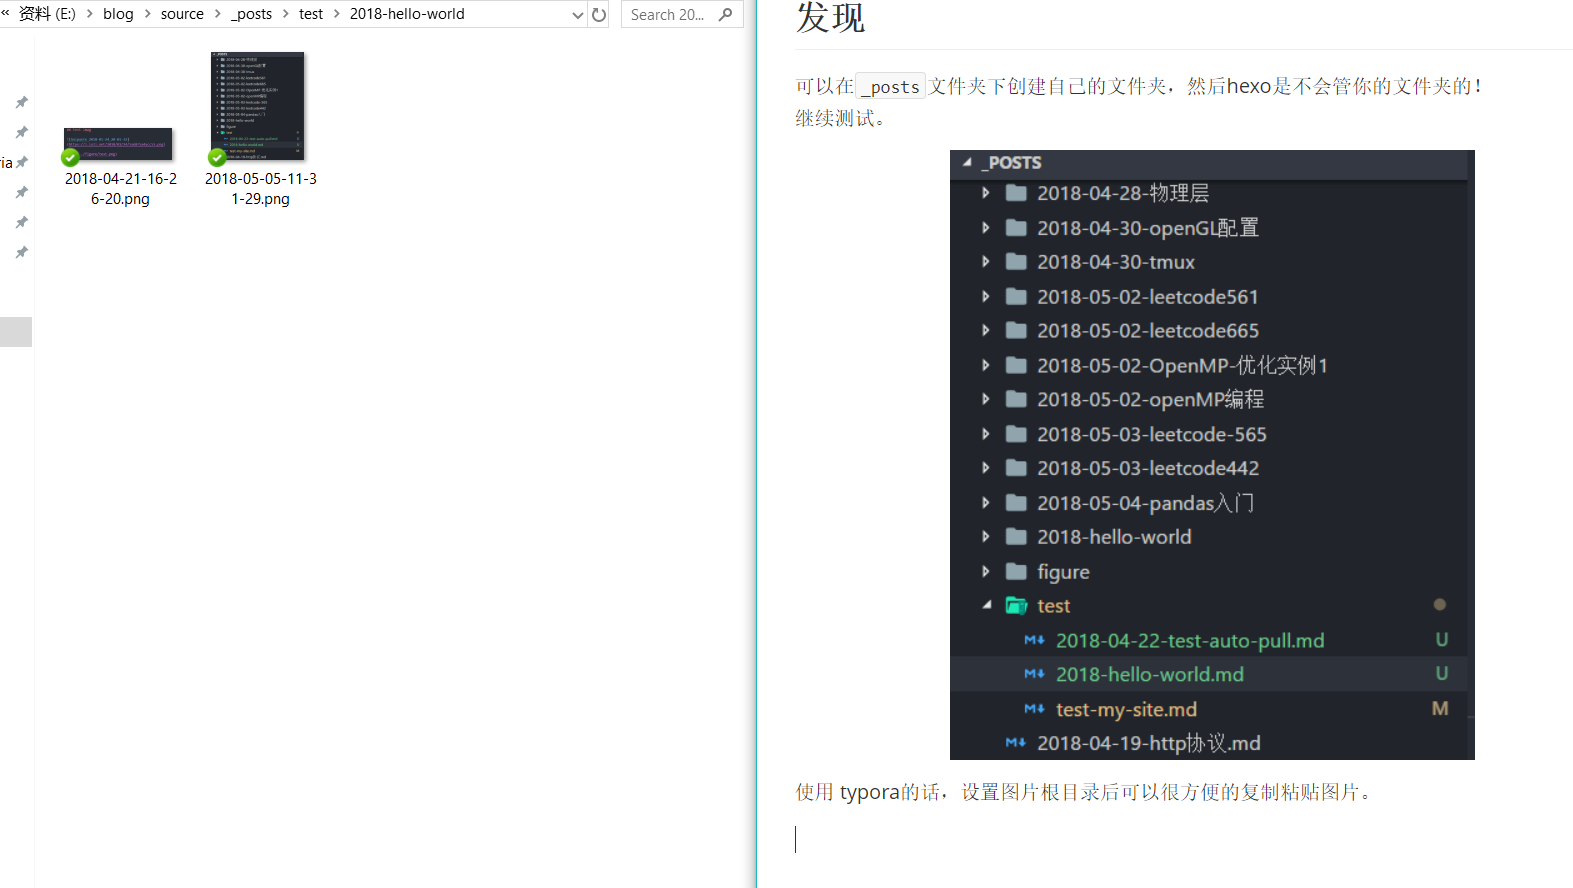 « 资料 (E:) > blog > source > _posts > test > 2018-hello-world
Search 20...
ria
2018-04-21-16-2
6-20.png
2018-05-05-11-3
1-29.png
发现
可以在 _posts 文件夹下创建自己的文件夹，然后hexo是不会管你的文件夹的！
继续测试。
_POSTS
2018-04-28-物理层
2018-04-30-openGL配置
2018-04-30-tmux
2018-05-02-leetcode561
2018-05-02-leetcode665
2018-05-02-OpenMP-优化实例1
2018-05-02-openMP编程
2018-05-03-leetcode-565
2018-05-03-leetcode442
2018-05-04-pandas入门
2018-hello-world
figure
test
M↓ 2018-04-22-test-auto-pull.md U
M↓ 2018-hello-world.md U
M↓ test-my-site.md M
M↓ 2018-04-19-http协议.md
使用 typora的话，设置图片根目录后可以很方便的复制粘贴图片。